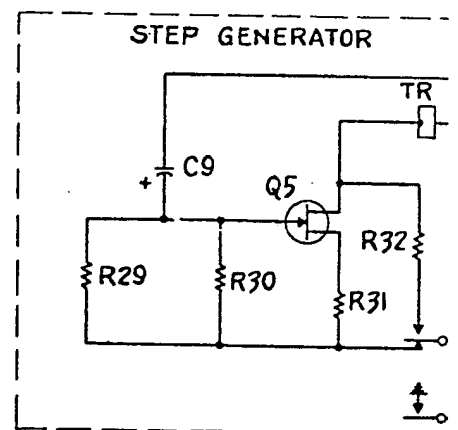 STEP GENERATOR
TR
C9
+
Q5
R32
R29
R30
R31